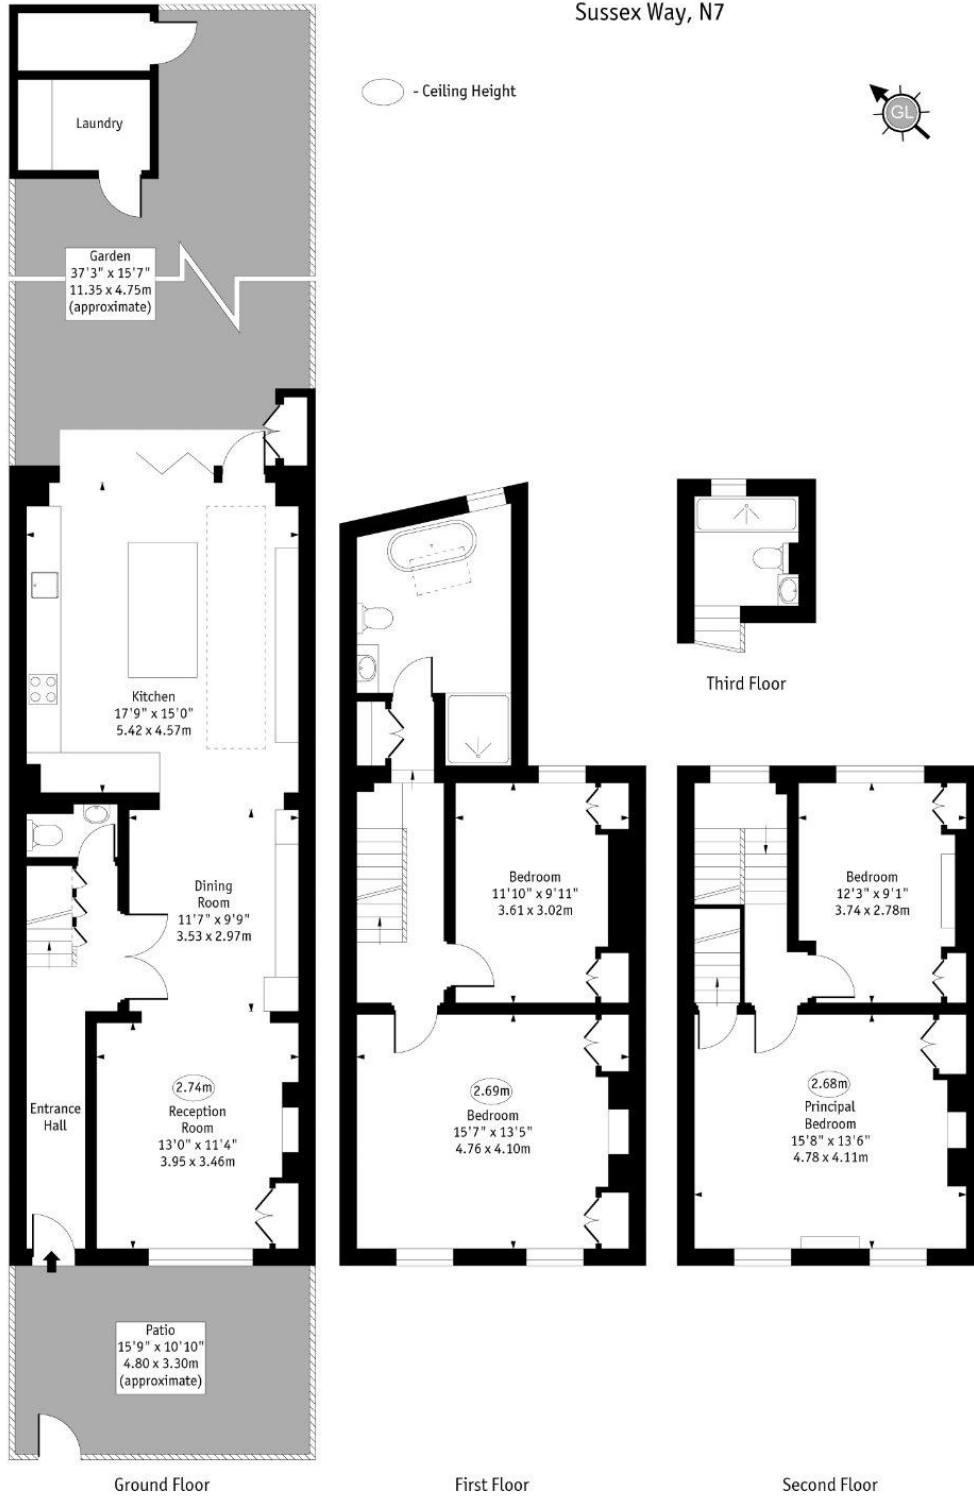 Sussex Way, N7
- Ceiling Height
GL
Laundry
Garden
37'3" x 15'7"
11.35 x 4.75m
(approximate)
Kitchen
17'9" x 15'0"
5.42 x 4.57m
Dining
Room
11'7" x 9'9"
3.53 x 2.97m
Entrance
Hall
2.74m
Reception
Room
13'0" x 11'4"
3.95 x 3.46m
Patio
15'9" x 10'10"
4.80 x 3.30m
(approximate)
Ground Floor
Bedroom
11'10" x 9'11"
3.61 x 3.02m
2.69m
Bedroom
15'7" x 13'5"
4.76 x 4.10m
First Floor
Third Floor
Bedroom
12'3" x 9'1"
3.74 x 2.78m
2.68m
Principal
Bedroom
15'8" x 13'6"
4.78 x 4.11m
Second Floor